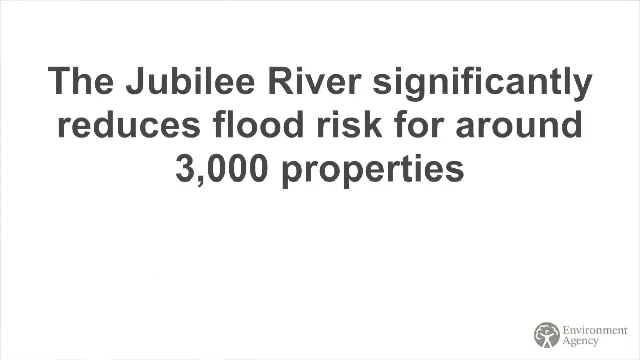 The Jubilee River significantly
reduces flood risk for around
3,000 properties
Environment
Agency